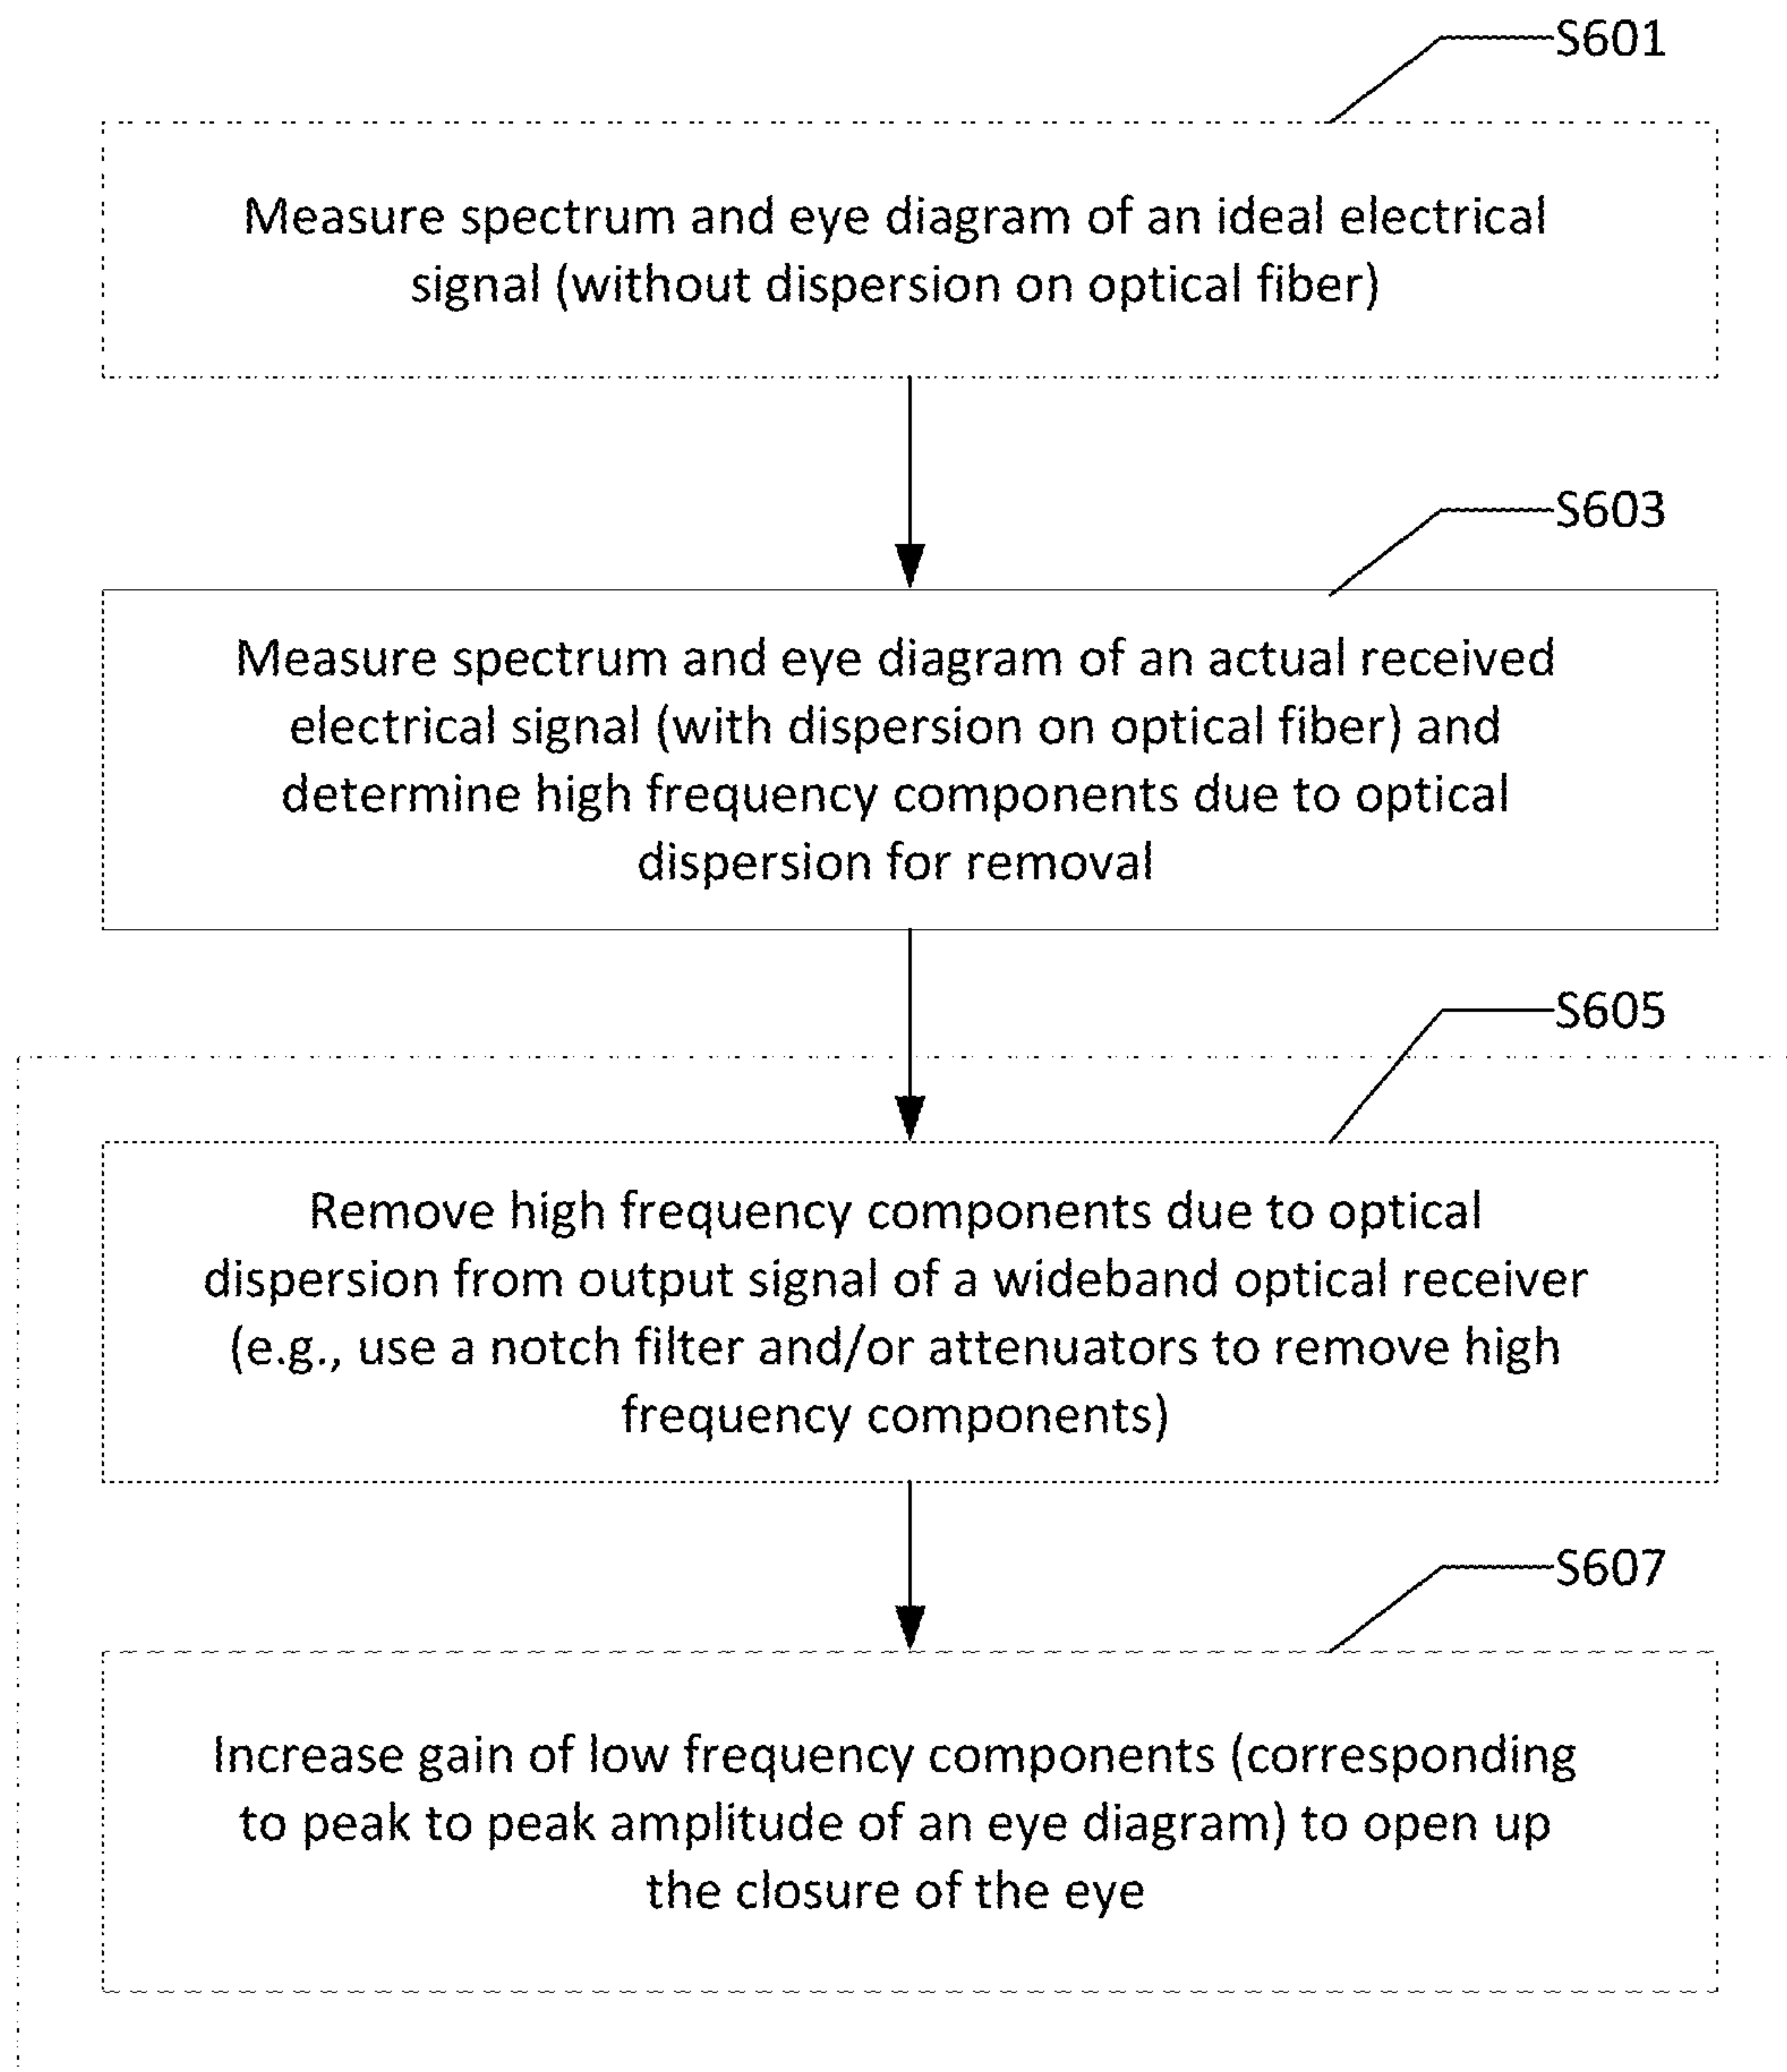 S601
Measure spectrum and eye diagram of an ideal electrical
signal (without dispersion on optical fiber)
S603
Measure spectrum and eye diagram of an actual received
electrical signal (with dispersion on optical fiber) and
determine high frequency components due to optical
dispersion for removal
S605
Remove high frequency components due to optical
dispersion from output signal of a wideband optical receiver
(e.g., use a notch filter and/or attenuators to remove high
frequency components)
S607
Increase gain of low frequency components (corresponding
to peak to peak amplitude of an eye diagram) to open up
the closure of the eye